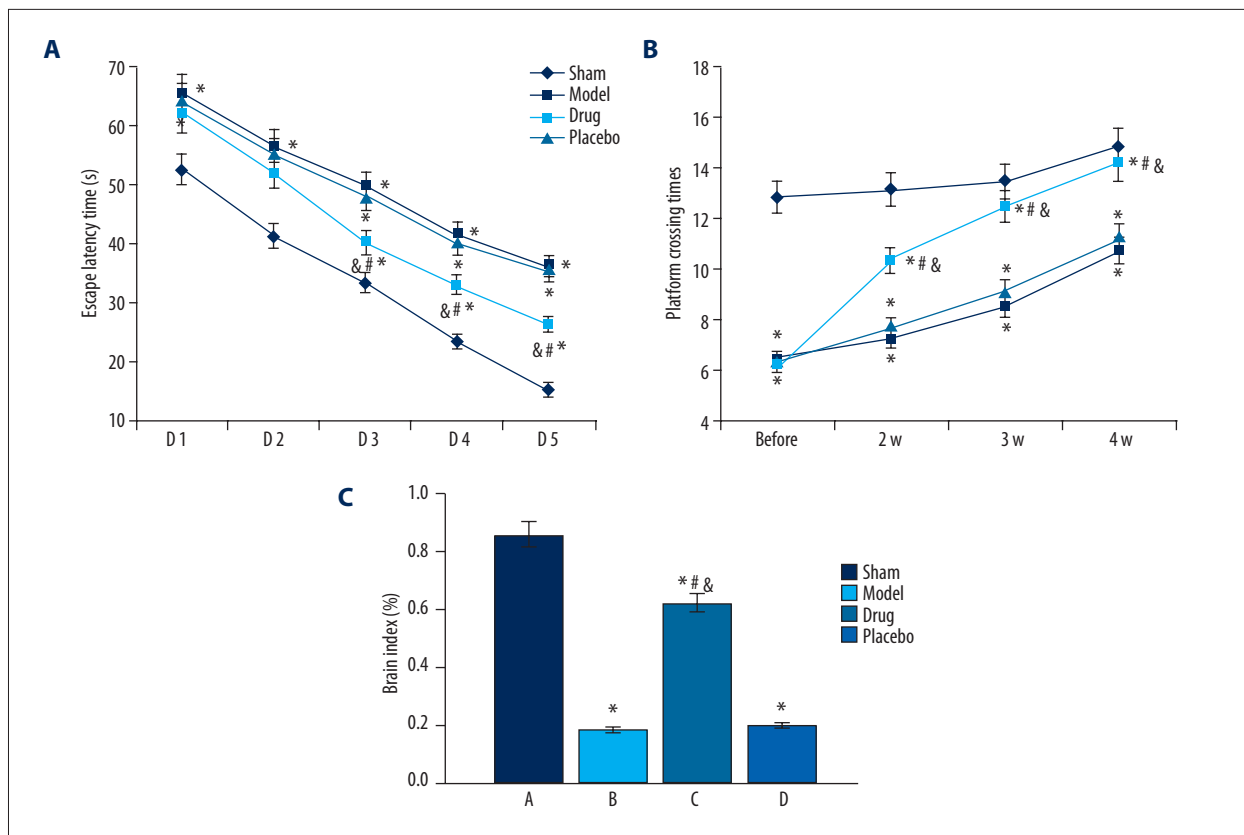 A
Escape latency time (s)
70
60
50
40
30
20
10
D 1
D 2
D 3
D 4
D 5
Sham
Model
Drug
Placebo
*
*
*
*
*
*
*
*
*
&# *
&# *
&# *
B
Platform crossing times
18
16
14
12
10
8
6
4
Before
2 w
3 w
4 w
*
*
*
*
*
*
*
*
*# &
*# &
*# &
C
Brain index (%)
1.0
0.8
0.6
0.4
0.2
0.0
A
B
C
D
*
*# &
*
Sham
Model
Drug
Placebo